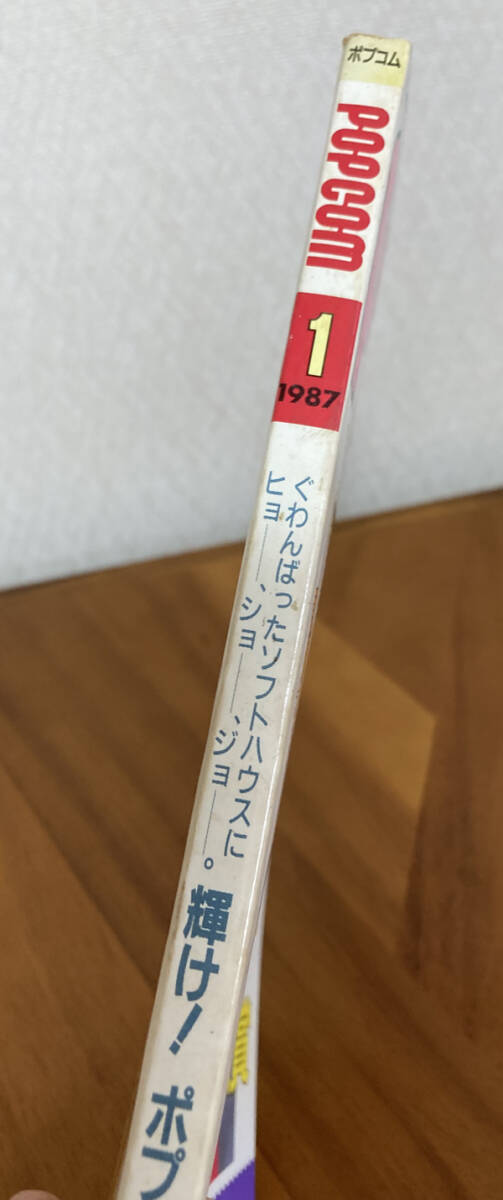 ポプコム
POPCOM
1
1987
ぐわんばったソフトハウスに
ヒョ――、ショ――、ジョ――。
輝け! ポプ